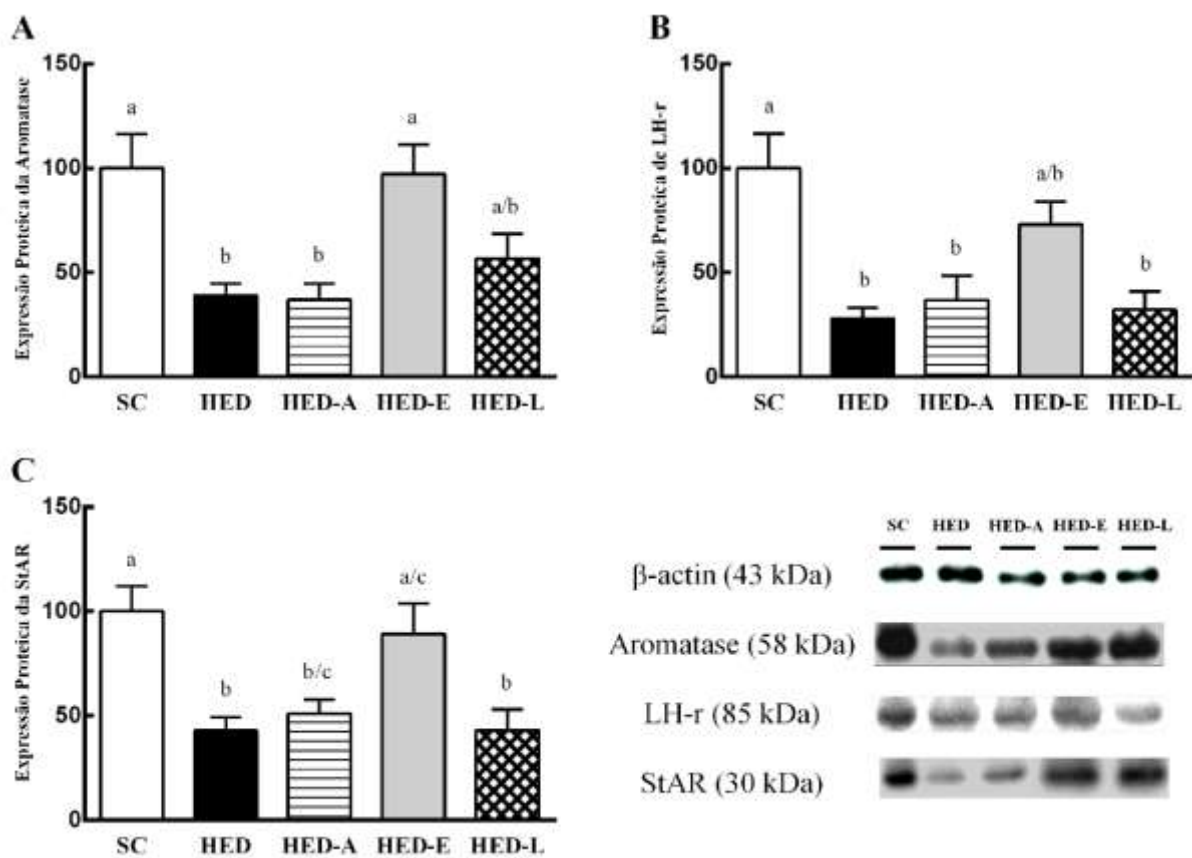 A
Expressão Proteica da Aromatase
150
100
50
0
a
b
b
a
a/b
SC HED HED-A HED-E HED-L
B
Expressão Proteica de LH-r
150
100
50
0
a
b
b
a/b
b
SC HED HED-A HED-E HED-L
C
Expressão Proteica da StAR
150
100
50
0
a
b
b/c
a/c
b
SC HED HED-A HED-E HED-L
SC HED HED-A HED-E HED-L
β-actin (43 kDa)
Aromatase (58 kDa)
LH-r (85 kDa)
StAR (30 kDa)